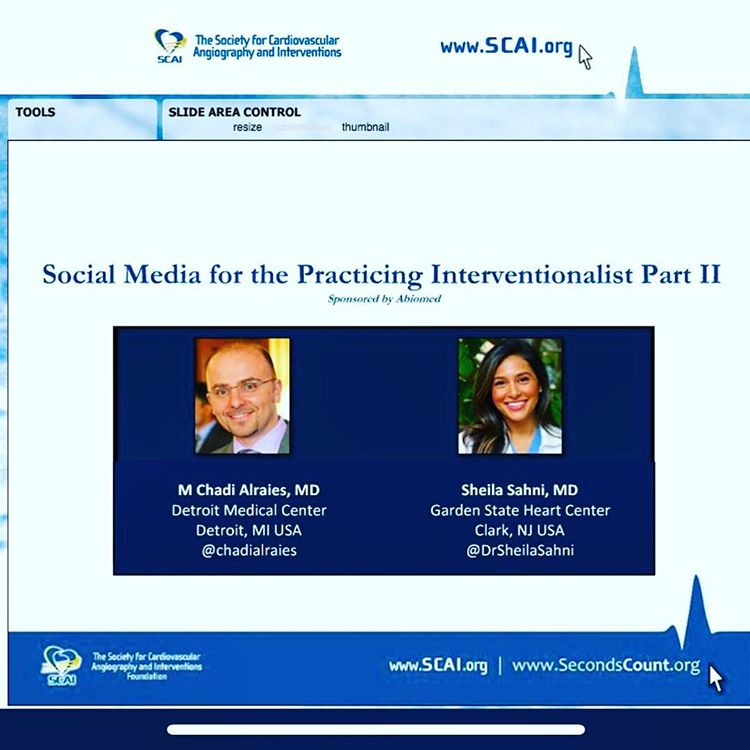 SCAI
The Society for Cardiovascular
Angiography and Interventions
www.SCAI.org
TOOLS
SLIDE AREA CONTROL
resize thumbnail
Social Media for the Practicing Interventionalist Part II
Sponsored by Abiomed
M Chadi Alraies, MD
Detroit Medical Center
Detroit, MI USA
@chadialraies
Sheila Sahni, MD
Garden State Heart Center
Clark, NJ USA
@DrSheilaSahni
SCAI
The Society for Cardiovascular
Angiography and Interventions
Foundation
www.SCAI.org | www.SecondsCount.org